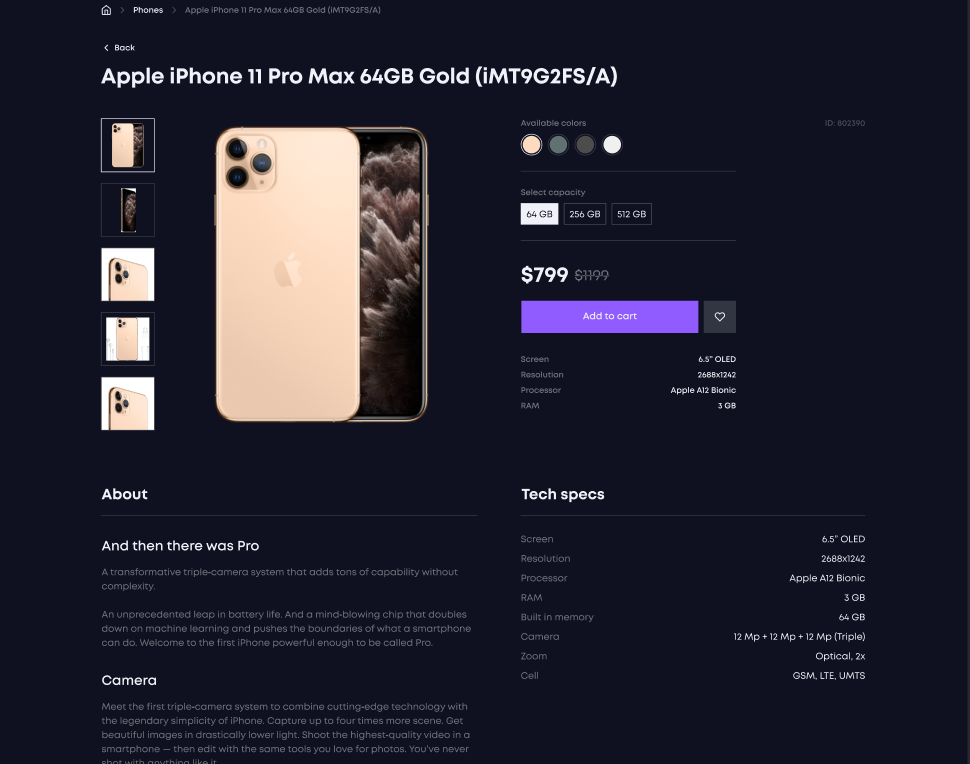 Phones
Apple iPhone 11 Pro Max 64GB Gold (iMT9G2FS/A)
Back
Apple iPhone 11 Pro Max 64GB Gold (iMT9G2FS/A)
Available colors
ID: 802390
Select capacity
64 GB
256 GB
512 GB
$799 $1199
Add to cart
Screen 6.5” OLED
Resolution 2688x1242
Processor Apple A12 Bionic
RAM 3 GB
About
And then there was Pro
A transformative triple-camera system that adds tons of capability without
complexity.
An unprecedented leap in battery life. And a mind-blowing chip that doubles
down on machine learning and pushes the boundaries of what a smartphone
can do. Welcome to the first iPhone powerful enough to be called Pro.
Camera
Meet the first triple-camera system to combine cutting-edge technology with
the legendary simplicity of iPhone. Capture up to four times more scene. Get
beautiful images in drastically lower light. Shoot the highest-quality video in a
smartphone — then edit with the same tools you love for photos. You’ve never
shot with anything like it.
Tech specs
Screen 6.5” OLED
Resolution 2688x1242
Processor Apple A12 Bionic
RAM 3 GB
Built in memory 64 GB
Camera 12 Mp + 12 Mp + 12 Mp (Triple)
Zoom Optical, 2x
Cell GSM, LTE, UMTS